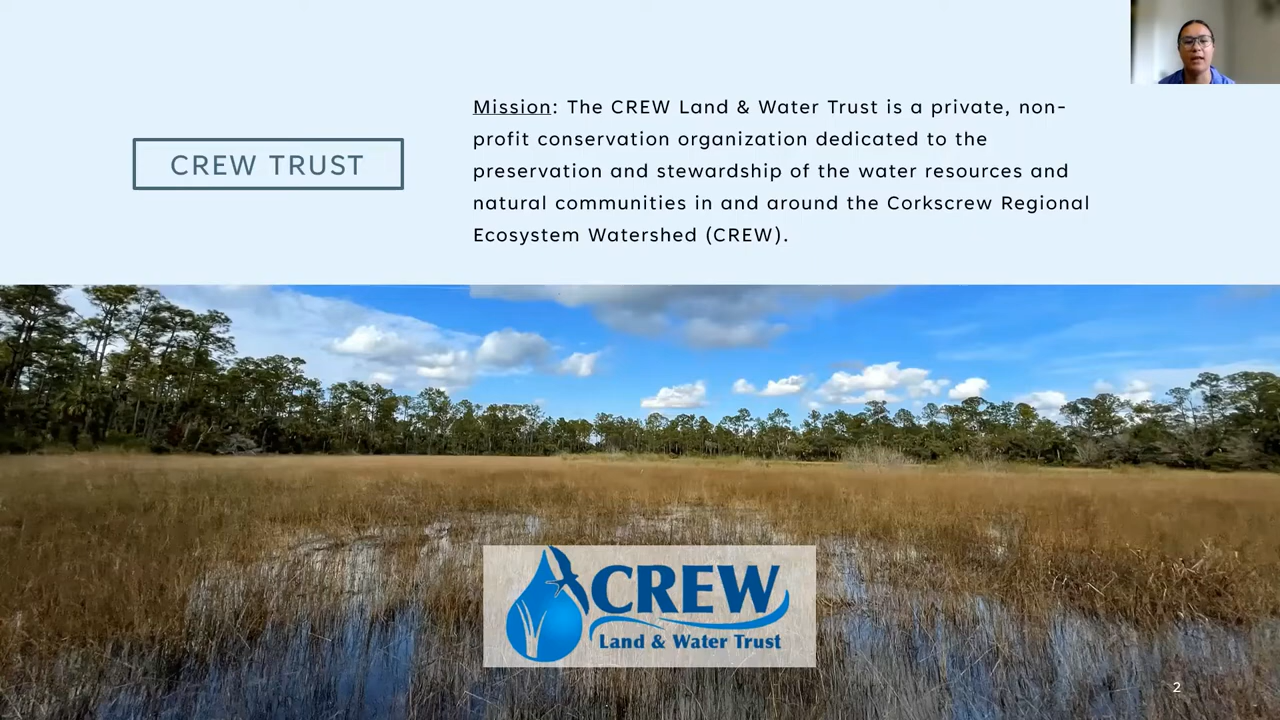 CREW TRUST
Mission: The CREW Land & Water Trust is a private, non-
profit conservation organization dedicated to the
preservation and stewardship of the water resources and
natural communities in and around the Corkscrew Regional
Ecosystem Watershed (CREW).
CREW
Land & Water Trust
2